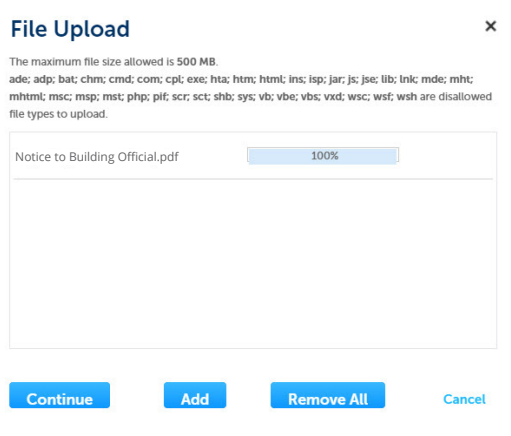 File Upload
×
The maximum file size allowed is 500 MB.
ade; adp; bat; chm; cmd; com; cpl; exe; hta; htm; html; ins; isp; jar; js; jse; lib; lnk; mde; mht;
mhtml; msc; msp; mst; php; pif; scr; sct; shb; sys; vb; vbe; vbs; vxd; wsc; wsf; wsh are disallowed
file types to upload.
Notice to Building Official.pdf 100%
Continue Add Remove All Cancel